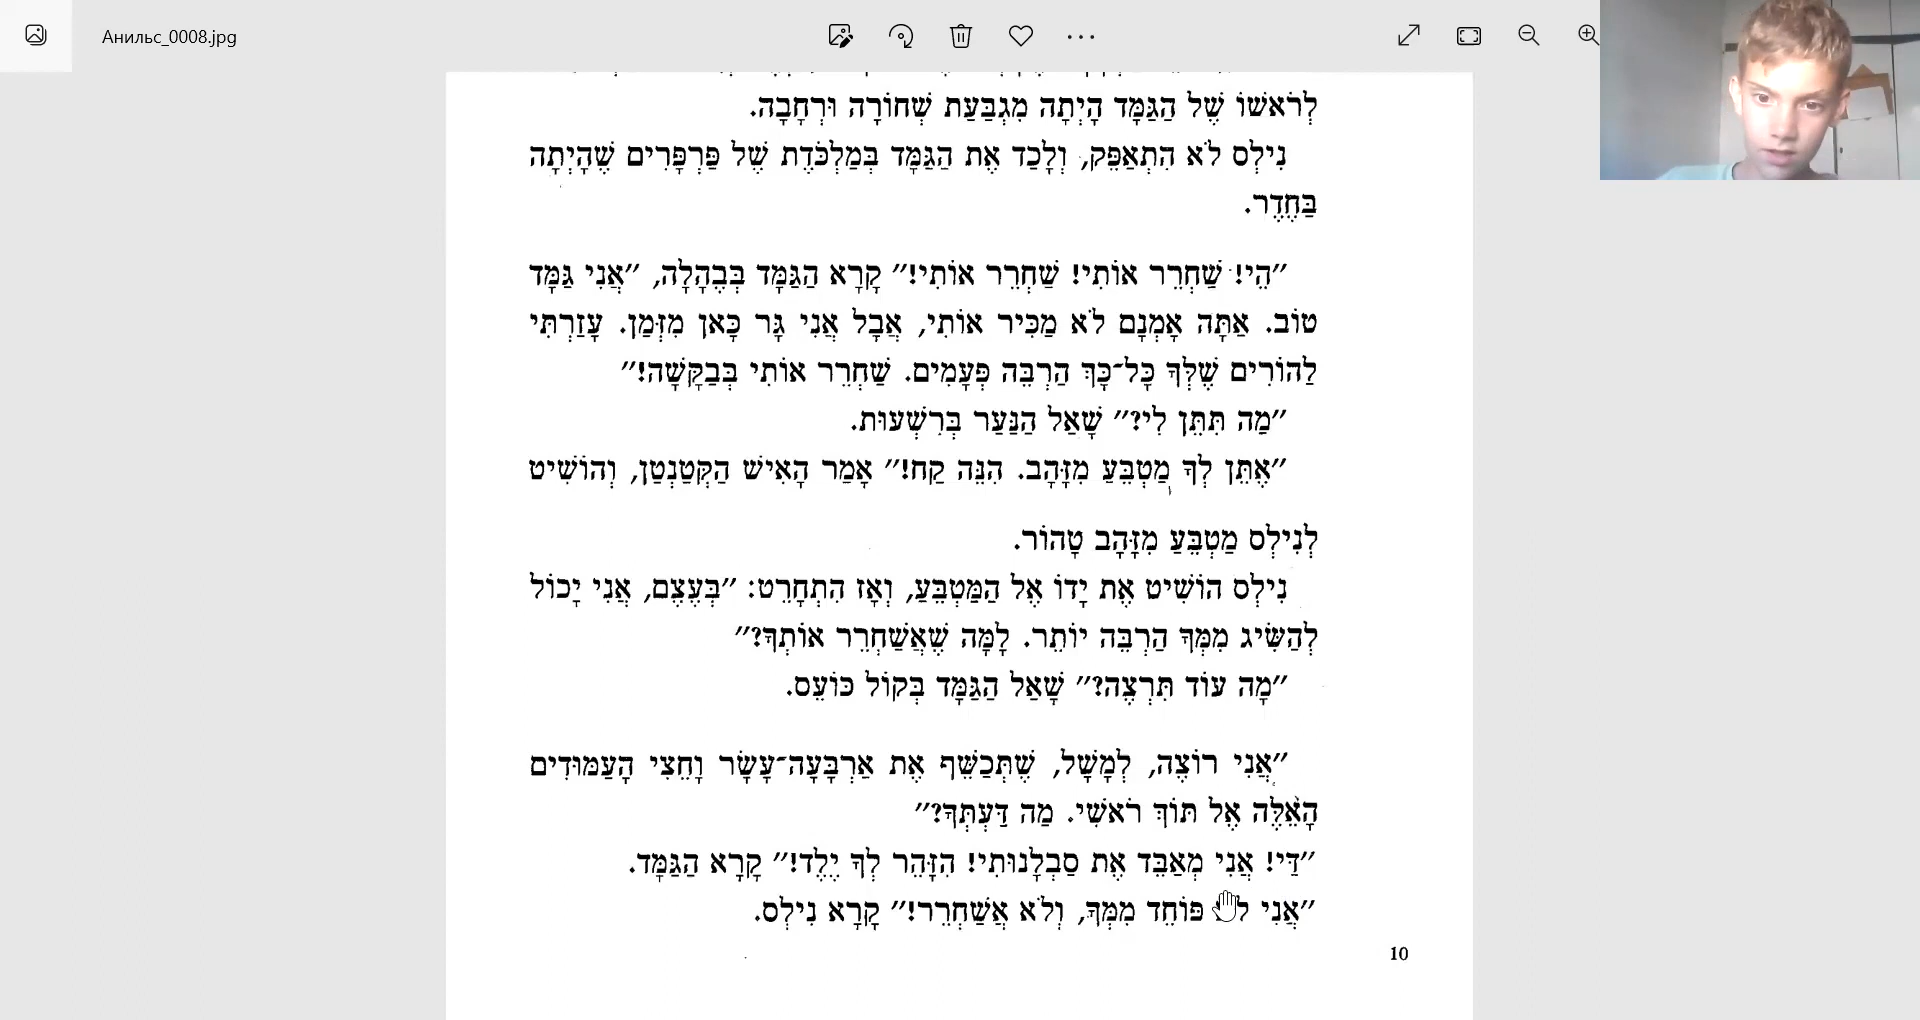 Анильс_0008.jpg
לְרֹאשׁוֹ שֶׁל הַגַּמָּד הָיְתָה מִגְבַּעַת שְׁחוֹרָה וּרְחָבָה.
נִילְס לֹא הִתְאַפֵּק, וְלָכַד אֶת הַגַּמָּד בְּמַלְכֹּדֶת שֶׁל פַּרְפָּרִים שֶׁהָיְתָה
בַּחֶדֶר.
״הֵי! שַׁחְרֵר אוֹתִי! שַׁחְרֵר אוֹתִי!״ קָרָא הַגַּמָּד בְּבֶהָלָה, ״אֲנִי גַּמָּד
טוֹב. אַתָּה אָמְנָם לֹא מַכִּיר אוֹתִי, אֲבָל אֲנִי גָּר כָּאן מִזְּמַן. עָזַרְתִּי
לַהוֹרִים שֶׁלְּךָ כָּל־כָּךְ הַרְבֵּה פְּעָמִים. שַׁחְרֵר אוֹתִי בְּבַקָּשָׁה!״
״מַה תִּתֵּן לִי?״ שָׁאַל הַנַּעַר בְּרִשְׁעוּת.
״אֶתֵּן לְךָ מַטְבֵּעַ מִזָּהָב. הִנֵּה קַח!״ אָמַר הָאִישׁ הַקְּטַנְטַן, וְהוֹשִׁיט
לְנִילְס מַטְבֵּעַ מִזָּהָב טָהוֹר.
נִילְס הוֹשִׁיט אֶת יָדוֹ אֶל הַמַּטְבֵּעַ, וְאָז הִתְחָרֵט: ״בְּעֶצֶם, אֲנִי יָכוֹל
לְהַשִּׂיג מִמְּךָ הַרְבֵּה יוֹתֵר. לָמָּה שֶׁאֲשַׁחְרֵר אוֹתְךָ?״
״מָה עוֹד תִּרְצֶה?״ שָׁאַל הַגַּמָּד בְּקוֹל כּוֹעֵס.
״אֲנִי רוֹצֶה, לְמָשָׁל, שֶׁתְּכַשֵּׁף אֶת אַרְבָּעָה־עָשָׂר וָחֵצִי הָעַמּוּדִים
הָאֵלֶּה אֶל תּוֹךְ רֹאשִׁי. מַה דַּעְתְּךָ?״
״דַּי! אֲנִי מְאַבֵּד אֶת סַבְלָנוּתִי! הִזָּהֵר לְךָ יֶלֶד!״ קָרָא הַגַּמָּד.
״אֲנִי לֹא פּוֹחֵד מִמְּךָ, וְלֹא אֲשַׁחְרֵר!״ קָרָא נִילְס.
10